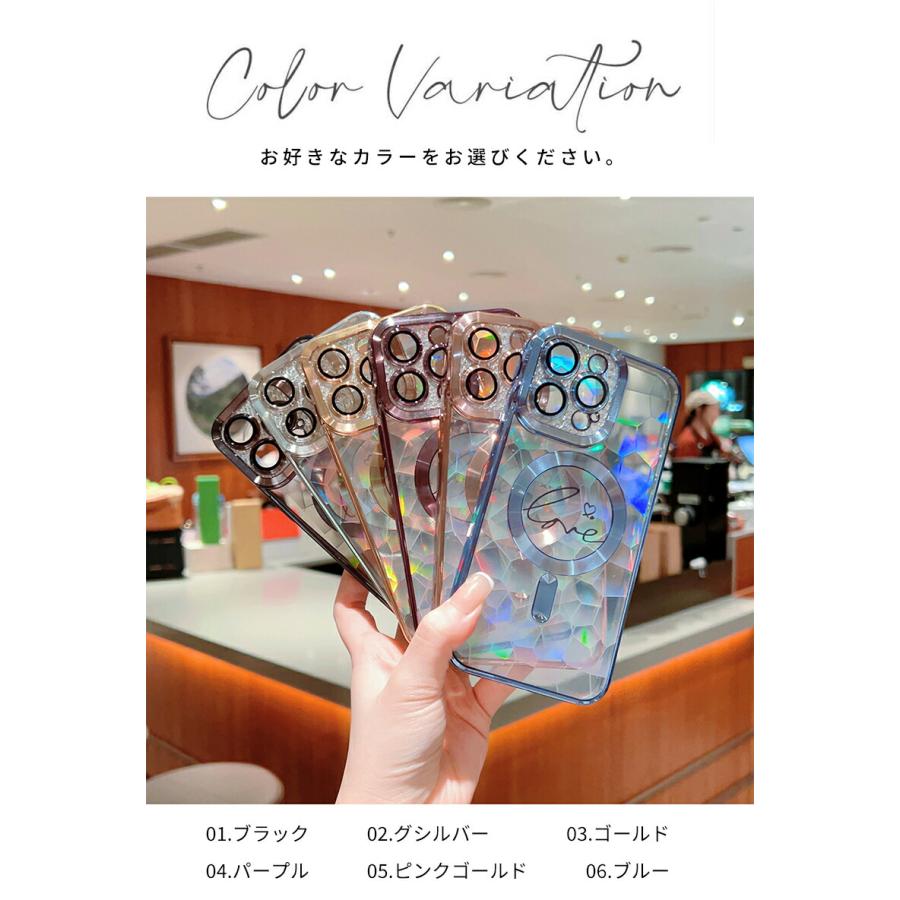 Color Variation
お好きなカラーをお選びください。
love
01.ブラック 02.グシルバー 03.ゴールド
04.パープル 05.ピンクゴールド 06.ブルー